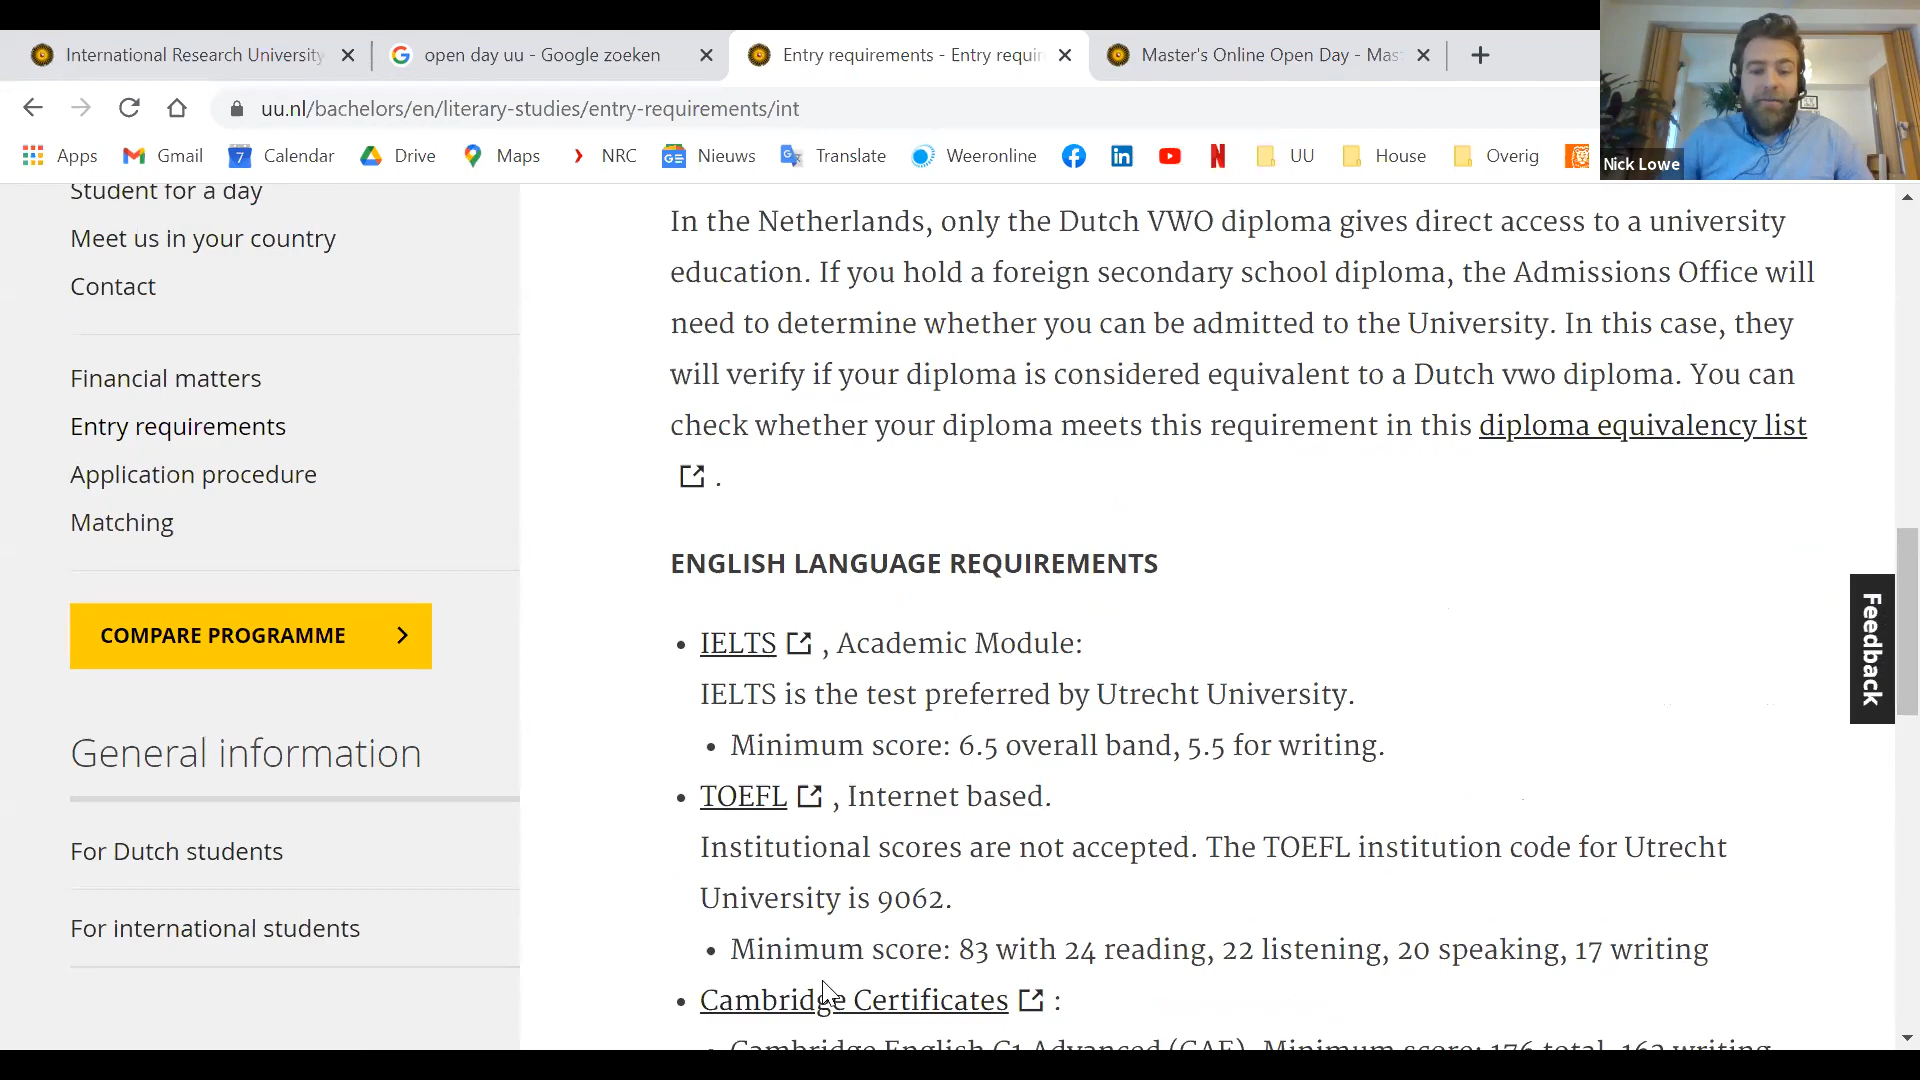 International Research University
open day uu - Google zoeken
Entry requirements - Entry requir
Master's Online Open Day - Mas
uu.nl/bachelors/en/literary-studies/entry-requirements/int
Apps Gmail 7 Calendar Drive Maps NRC Nieuws Translate Weeronline UU House Overig
Nick Lowe
Student for a day
Meet us in your country
Contact
Financial matters
Entry requirements
Application procedure
Matching
COMPARE PROGRAMME
General information
For Dutch students
For international students
In the Netherlands, only the Dutch VWO diploma gives direct access to a university
education. If you hold a foreign secondary school diploma, the Admissions Office will
need to determine whether you can be admitted to the University. In this case, they
will verify if your diploma is considered equivalent to a Dutch vwo diploma. You can
check whether your diploma meets this requirement in this diploma equivalency list
.
ENGLISH LANGUAGE REQUIREMENTS
• IELTS , Academic Module:
IELTS is the test preferred by Utrecht University.
• Minimum score: 6.5 overall band, 5.5 for writing.
• TOEFL , Internet based.
Institutional scores are not accepted. The TOEFL institution code for Utrecht
University is 9062.
• Minimum score: 83 with 24 reading, 22 listening, 20 speaking, 17 writing
• Cambridge Certificates :
Cambridge English C1 Advanced (CAE). Minimum score: 176 total, 162 writing
Feedback